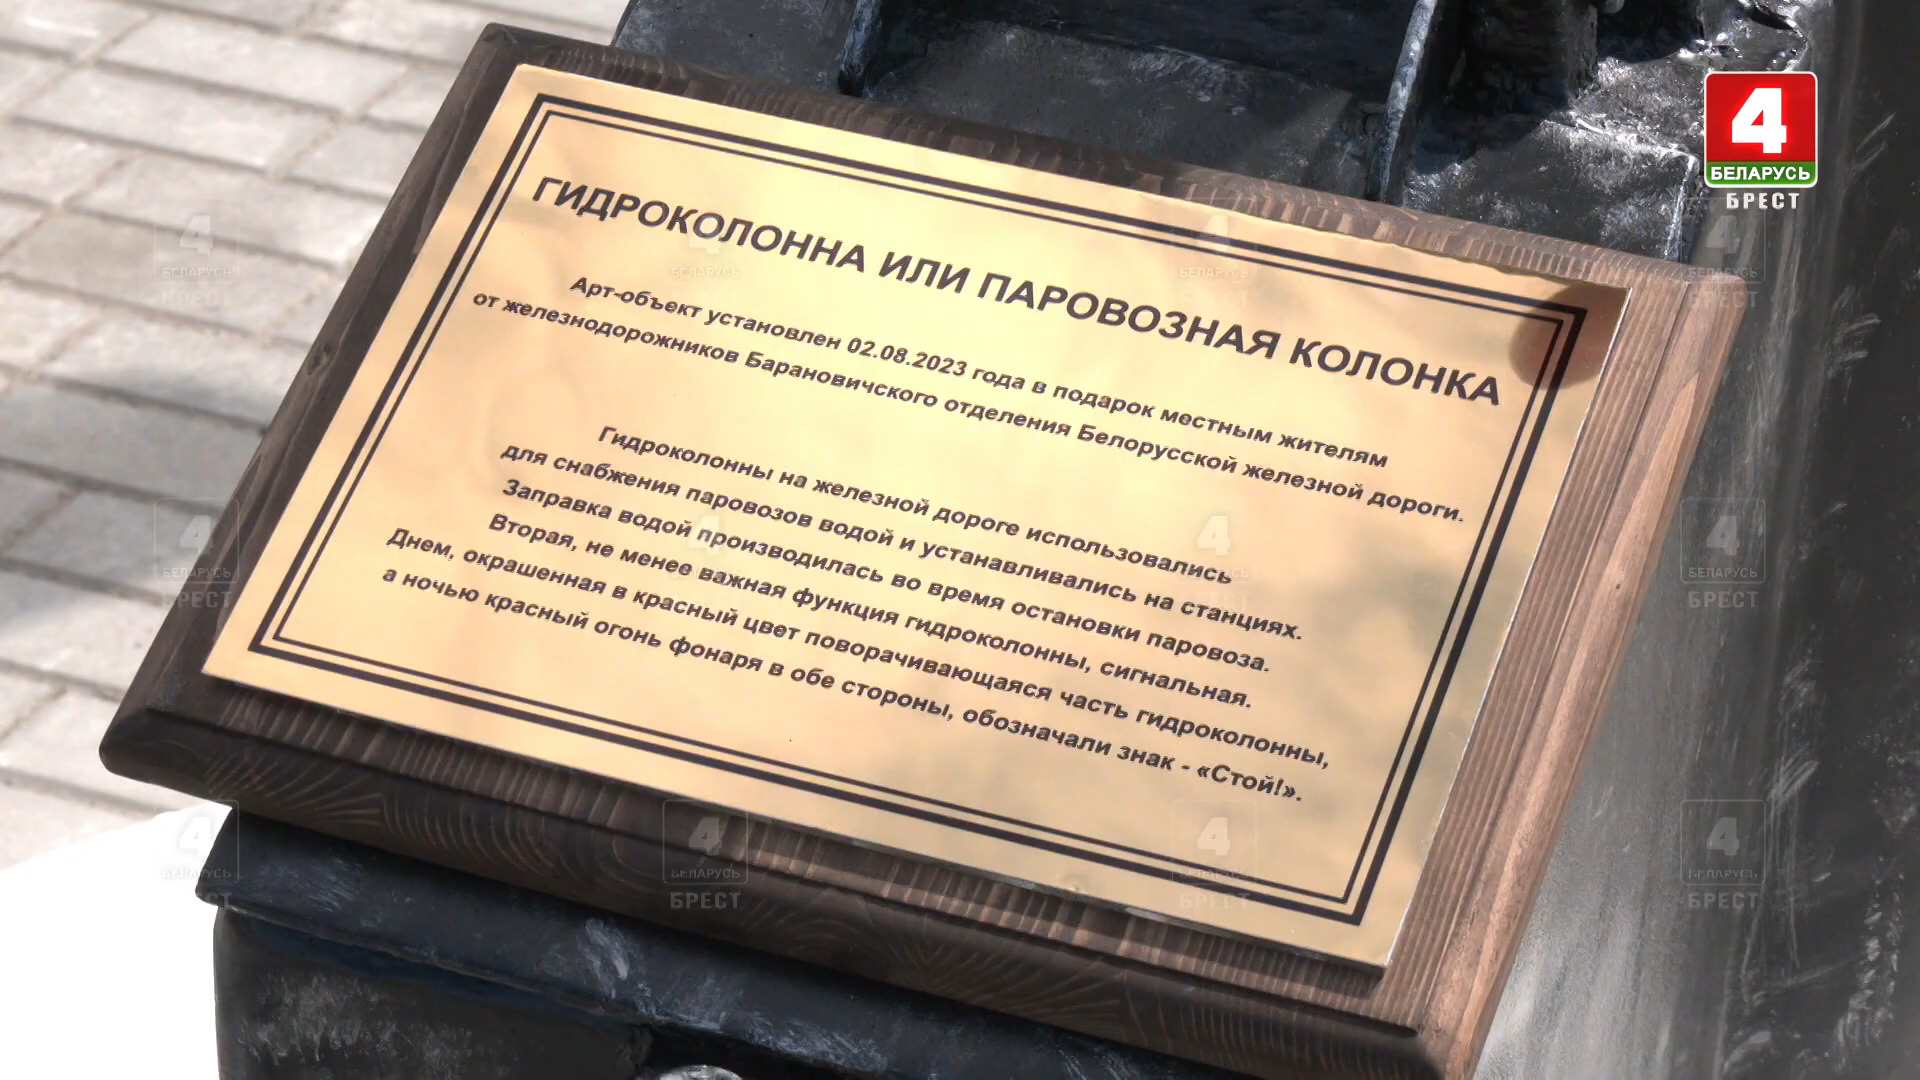 ГИДРОКОЛОННА ИЛИ ПАРОВОЗНАЯ КОЛОНКА
Арт-объект установлен 02.08.2023 года в подарок местным жителям
от железнодорожников Барановичского отделения Белорусской железной дороги.
Гидроколонны на железной дороге использовались
для снабжения паровозов водой и устанавливались на станциях.
Заправка водой производилась во время остановки паровоза.
Вторая, не менее важная функция гидроколонны, сигнальная.
Днем, окрашенная в красный цвет поворачивающаяся часть гидроколонны,
а ночью красный огонь фонаря в обе стороны, обозначали знак - «Стой!».
4
БЕЛАРУСЬ
БРЕСТ